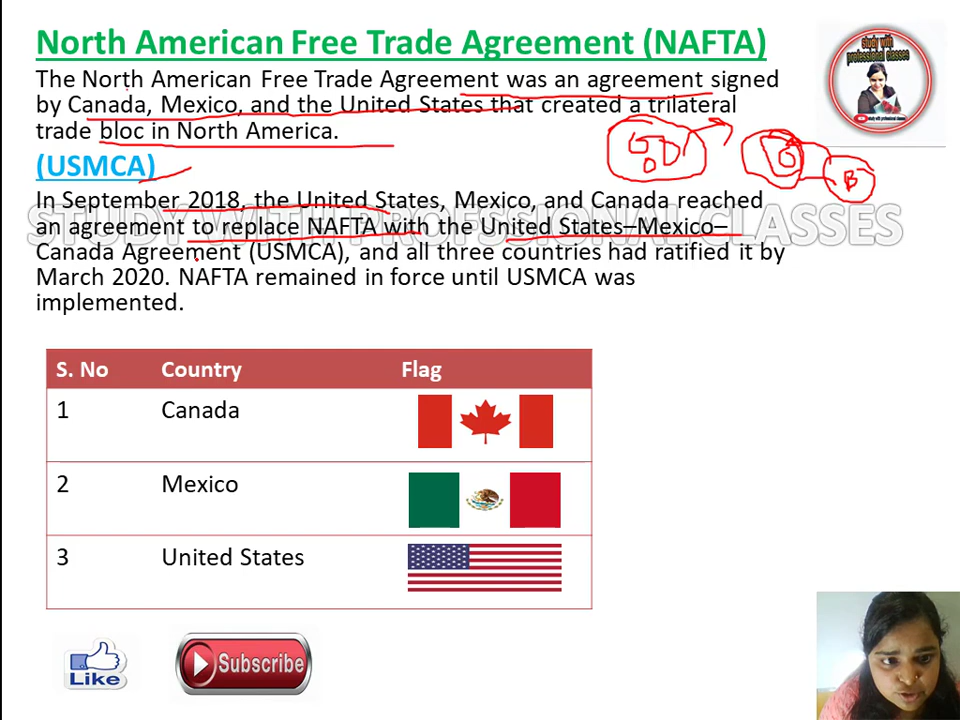 North American Free Trade Agreement (NAFTA)
The North American Free Trade Agreement was an agreement signed
by Canada, Mexico, and the United States that created a trilateral
trade bloc in North America.
study with
professional classes
(USMCA)
In September 2018, the United States, Mexico, and Canada reached
an agreement to replace NAFTA with the United States–Mexico–
Canada Agreement (USMCA), and all three countries had ratified it by
March 2020. NAFTA remained in force until USMCA was
implemented.
STUDY WITH PROFSSIONAL CLASSES
S. No Country Flag
1 Canada
2 Mexico
3 United States
Like
Subscribe